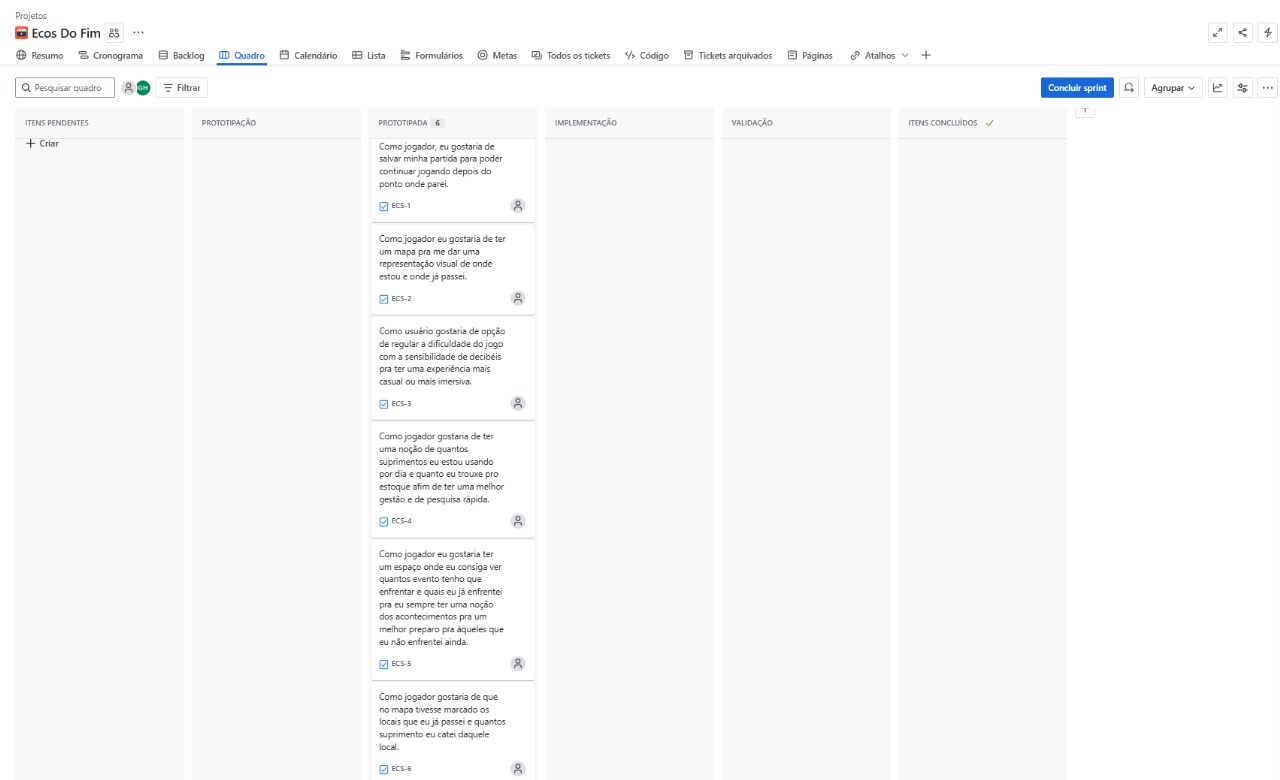 Projetos
Ecos Do Fim
Resumo Cronograma Backlog Quadro Calendário Lista Formulários Metas Todos os tickets Código Tickets arquivados Páginas Atalhos
Pesquisar quadro GH Filtrar Concluir sprint Agrupar
ITENS PENDENTES PROTOTIPAÇÃO PROTOTIPADA 6 IMPLEMENTAÇÃO VALIDAÇÃO ITENS CONCLUÍDOS
Criar
Como jogador, eu gostaria de
salvar minha partida para poder
continuar jogando depois do
ponto onde parei.
ECS-1
Como jogador eu gostaria de ter
um mapa pra me dar uma
representação visual de onde
estou e onde já passei.
ECS-2
Como usuário gostaria de opção
de regular a dificuldade do jogo
com a sensibilidade de decibéis
pra ter uma experiência mais
casual ou mais imersiva.
ECS-3
Como jogador gostaria de ter
uma noção de quantos
suprimentos eu estou usando
por dia e quanto eu trouxe pro
estoque afim de ter uma melhor
gestão e de pesquisa rápida.
ECS-4
Como jogador eu gostaria ter
um espaço onde eu consiga ver
quantos evento tenho que
enfrentar e quais eu já enfrentei
pra eu sempre ter uma noção
dos acontecimentos pra um
melhor preparo pra àqueles que
eu não enfrentei ainda.
ECS-5
Como jogador gostaria de que
no mapa tivesse marcado os
locais que eu já passei e quantos
suprimento eu catei daquele
local.
ECS-6